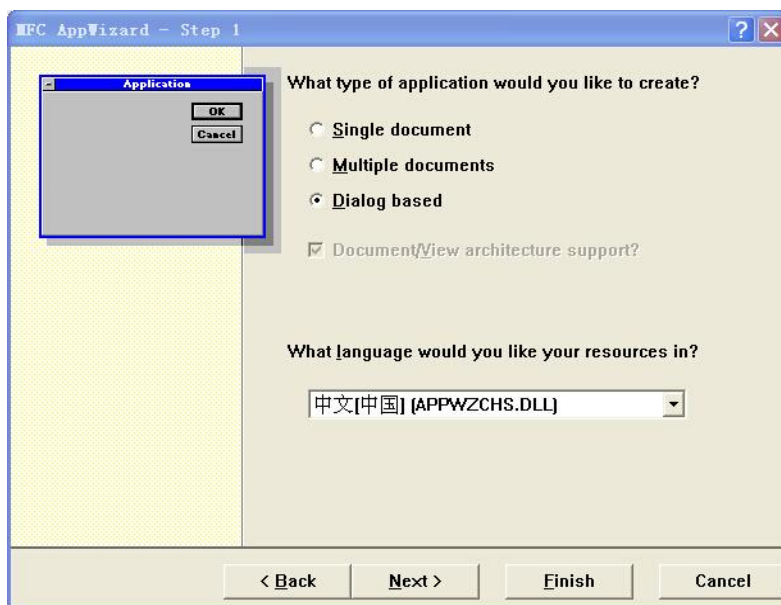 MFC AppWizard - Step 1
Application
OK
Cancel
What type of application would you like to create?
Single document
Multiple documents
Dialog based
Document/View architecture support?
What language would you like your resources in?
中文[中国] (APPWZCHS.DLL)
< Back Next > Finish Cancel